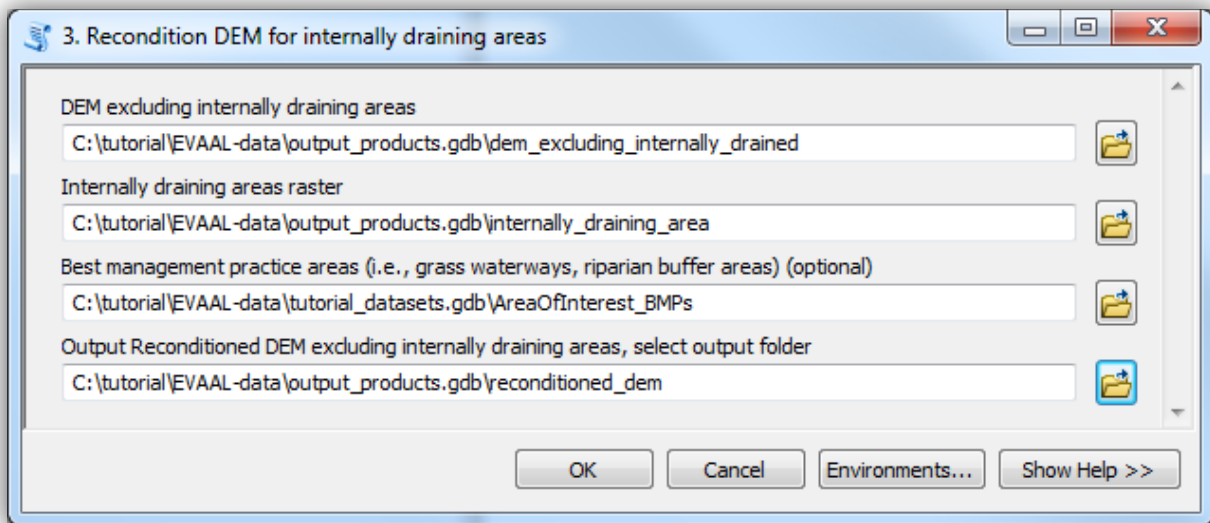 3. Recondition DEM for internally draining areas
DEM excluding internally draining areas
C:\tutorial\EVAAL-data\output_products.gdb\dem_excluding_internally_drained
Internally draining areas raster
C:\tutorial\EVAAL-data\output_products.gdb\internally_draining_area
Best management practice areas (i.e., grass waterways, riparian buffer areas) (optional)
C:\tutorial\EVAAL-data\tutorial_datasets.gdb\AreaOfInterest_BMPs
Output Reconditioned DEM excluding internally draining areas, select output folder
C:\tutorial\EVAAL-data\output_products.gdb\reconditioned_dem
OK Cancel Environments... Show Help >>